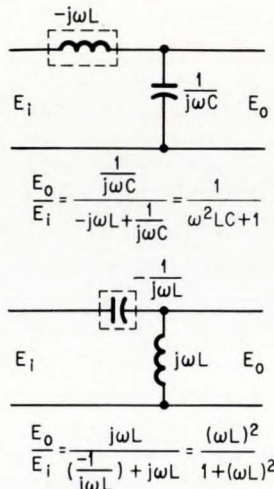 -jωL
E_i
1/jωC
E_o
E_o/E_i = (1/jωC)/(-jωL+1/jωC) = 1/(ω²LC+1)
-1/jωL
E_i
jωL
E_o
E_o/E_i = jωL/((-1/jωL)+jωL) = (ωL)²/(1+(ωL)²)